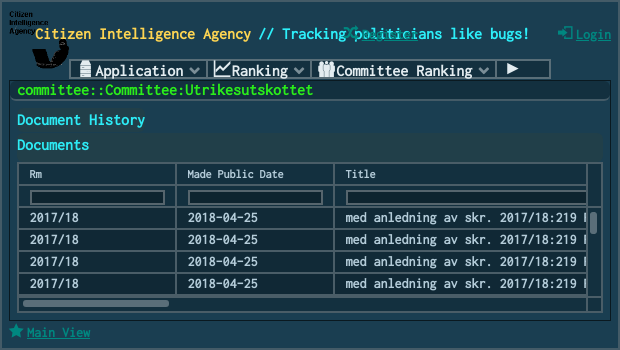 Citizen
Intelligence
Agency
Citizen Intelligence Agency // Tracking politicians like bugs!
Register
Login
Application
Ranking
Committee Ranking
committee::Committee:Utrikesutskottet
Document History
Documents
Rm Made Public Date Title
2017/18 2018-04-25 med anledning av skr. 2017/18:219
2017/18 2018-04-25 med anledning av skr. 2017/18:219
2017/18 2018-04-25 med anledning av skr. 2017/18:219
2017/18 2018-04-25 med anledning av skr. 2017/18:219
Main View